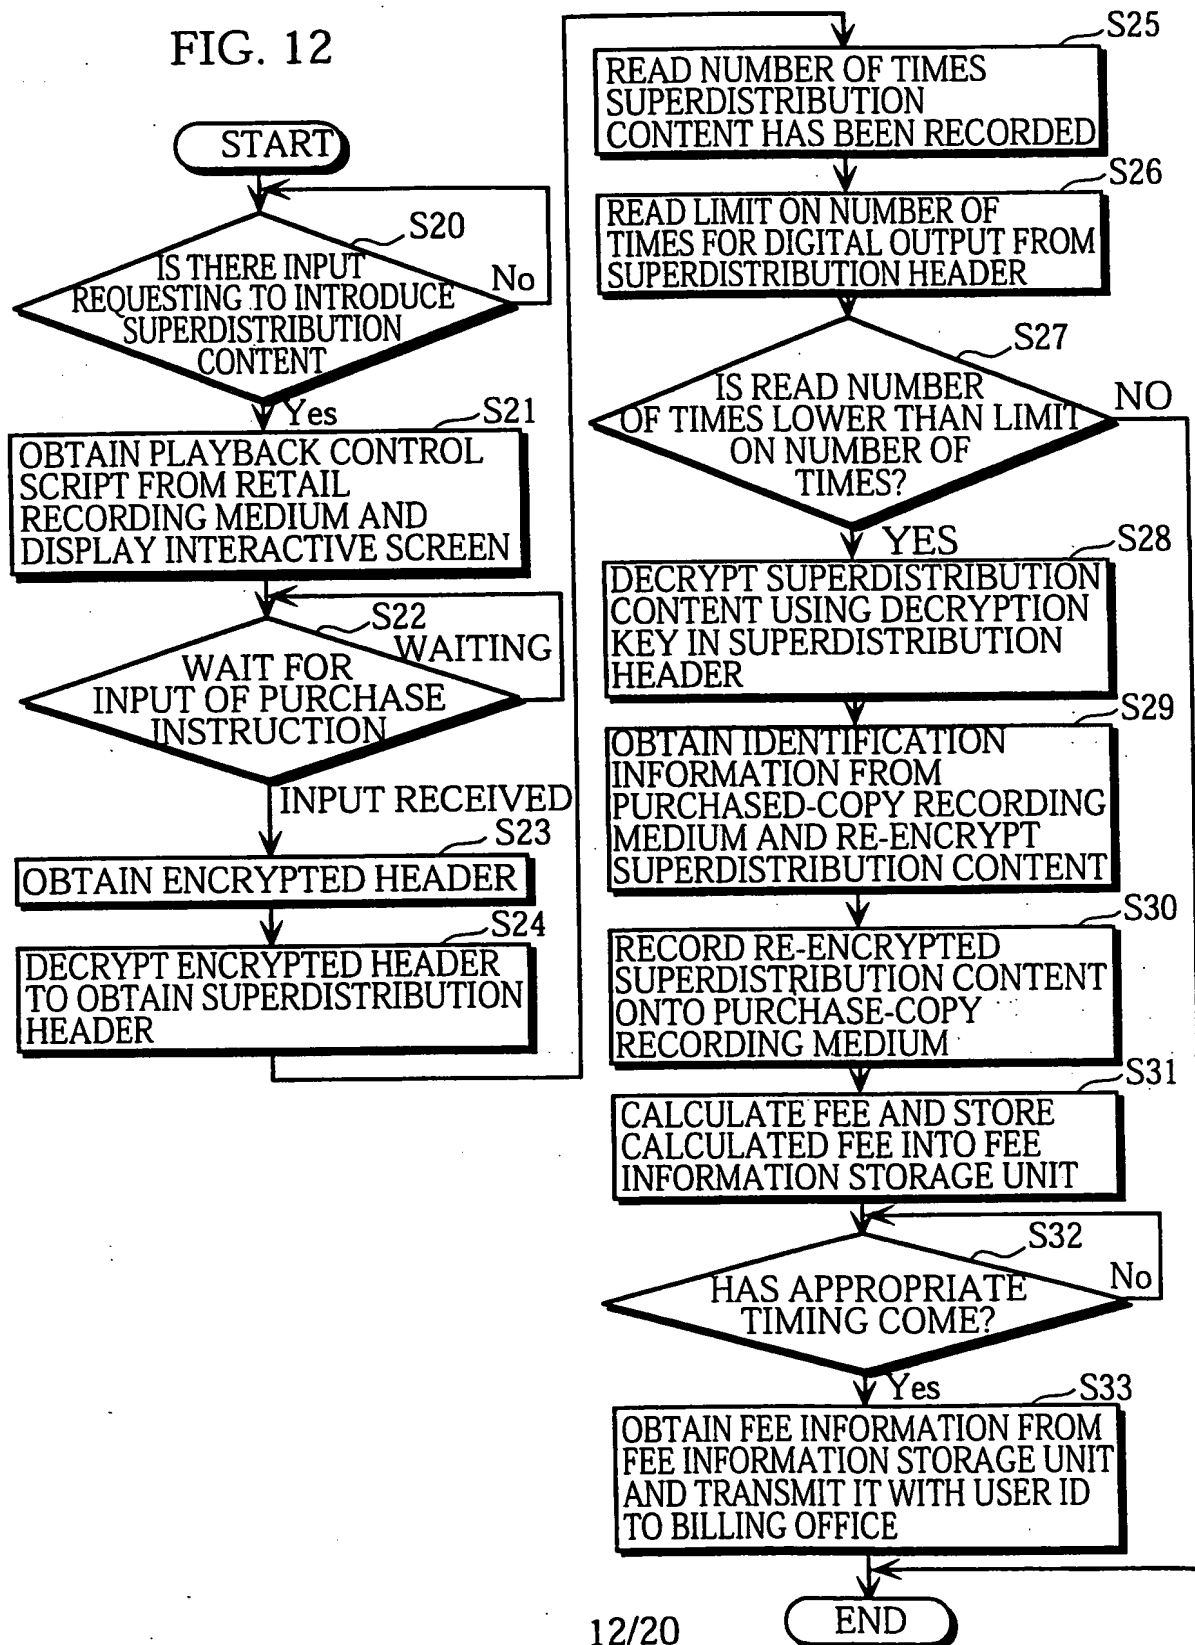 FIG. 12
START
S20
IS THERE INPUT
REQUESTING TO INTRODUCE
SUPERDISTRIBUTION
CONTENT
No
Yes
S21
OBTAIN PLAYBACK CONTROL
SCRIPT FROM RETAIL
RECORDING MEDIUM AND
DISPLAY INTERACTIVE SCREEN
S22
WAITING
WAIT FOR
INPUT OF PURCHASE
INSTRUCTION
INPUT RECEIVED
S23
OBTAIN ENCRYPTED HEADER
S24
DECRYPT ENCRYPTED HEADER
TO OBTAIN SUPERDISTRIBUTION
HEADER
S25
READ NUMBER OF TIMES
SUPERDISTRIBUTION
CONTENT HAS BEEN RECORDED
S26
READ LIMIT ON NUMBER OF
TIMES FOR DIGITAL OUTPUT FROM
SUPERDISTRIBUTION HEADER
S27
IS READ NUMBER
OF TIMES LOWER THAN LIMIT
ON NUMBER OF
TIMES?
NO
YES
S28
DECRYPT SUPERDISTRIBUTION
CONTENT USING DECRYPTION
KEY IN SUPERDISTRIBUTION
HEADER
S29
OBTAIN IDENTIFICATION
INFORMATION FROM
PURCHASED-COPY RECORDING
MEDIUM AND RE-ENCRYPT
SUPERDISTRIBUTION CONTENT
S30
RECORD RE-ENCRYPTED
SUPERDISTRIBUTION CONTENT
ONTO PURCHASE-COPY
RECORDING MEDIUM
S31
CALCULATE FEE AND STORE
CALCULATED FEE INTO FEE
INFORMATION STORAGE UNIT
S32
HAS APPROPRIATE
TIMING COME?
No
Yes
S33
OBTAIN FEE INFORMATION FROM
FEE INFORMATION STORAGE UNIT
AND TRANSMIT IT WITH USER ID
TO BILLING OFFICE
END
12/20